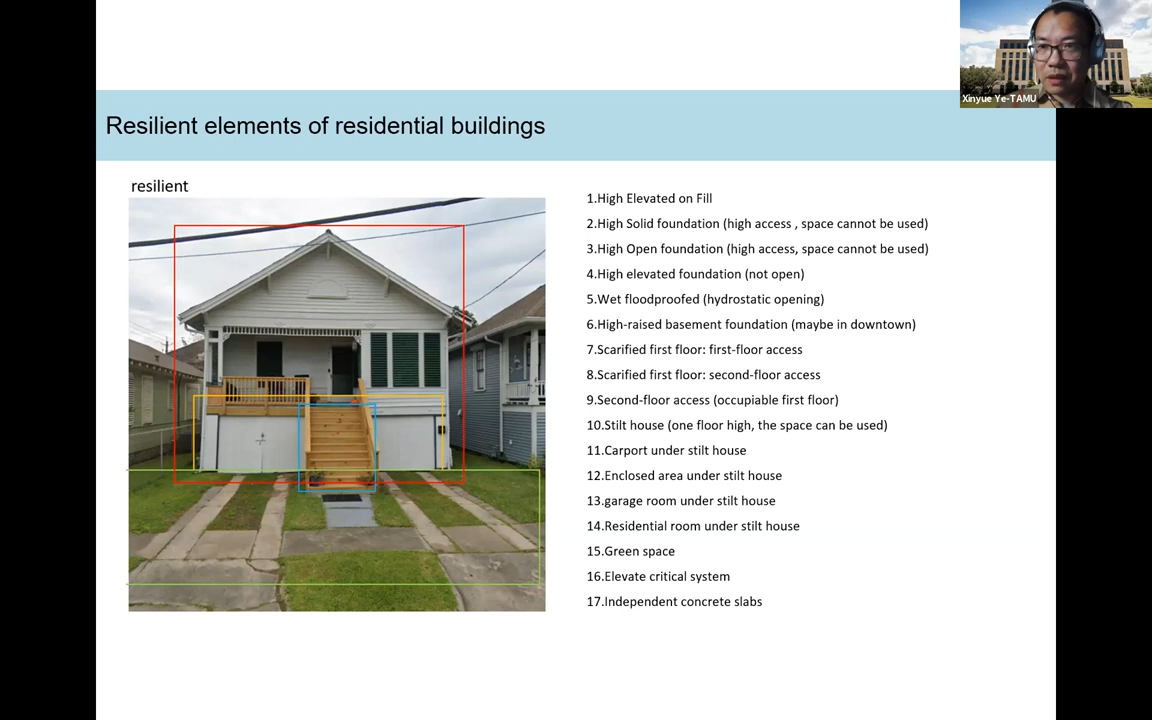 Xinyue Ye-TAMU
Resilient elements of residential buildings
resilient
1.High Elevated on Fill
2.High Solid foundation (high access , space cannot be used)
3.High Open foundation (high access, space cannot be used)
4.High elevated foundation (not open)
5.Wet floodproofed (hydrostatic opening)
6.High-raised basement foundation (maybe in downtown)
7.Scarified first floor: first-floor access
8.Scarified first floor: second-floor access
9.Second-floor access (occupiable first floor)
10.Stilt house (one floor high, the space can be used)
11.Carport under stilt house
12.Enclosed area under stilt house
13.garage room under stilt house
14.Residential room under stilt house
15.Green space
16.Elevate critical system
17.Independent concrete slabs